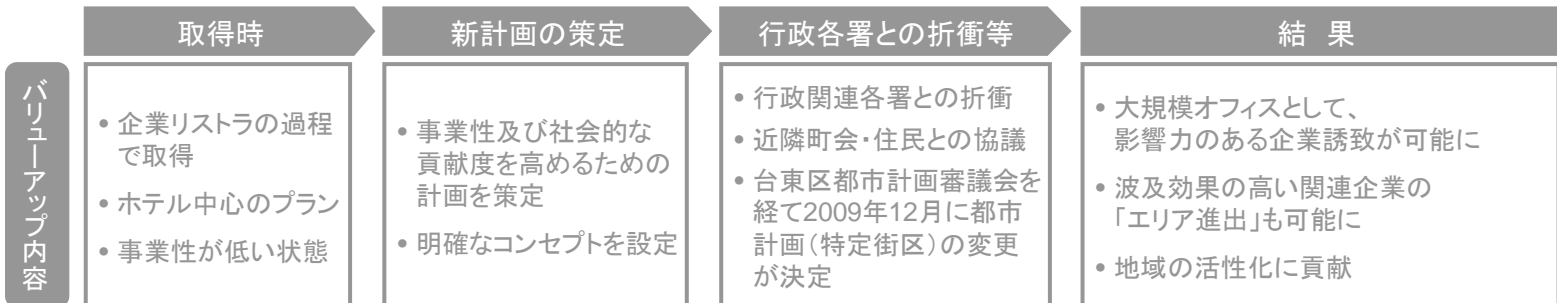 取得時
新計画の策定
行政各署との折衝等
結 果
バリューアップ内容
• 企業リストラの過程
で取得
• ホテル中心のプラン
• 事業性が低い状態
• 事業性及び社会的な
貢献度を高めるための
計画を策定
• 明確なコンセプトを設定
• 行政関連各署との折衝
• 近隣町会・住民との協議
• 台東区都市計画審議会を
経て2009年12月に都市
計画（特定街区）の変更
が決定
• 大規模オフィスとして、
影響力のある企業誘致が可能に
• 波及効果の高い関連企業の
「エリア進出」も可能に
• 地域の活性化に貢献